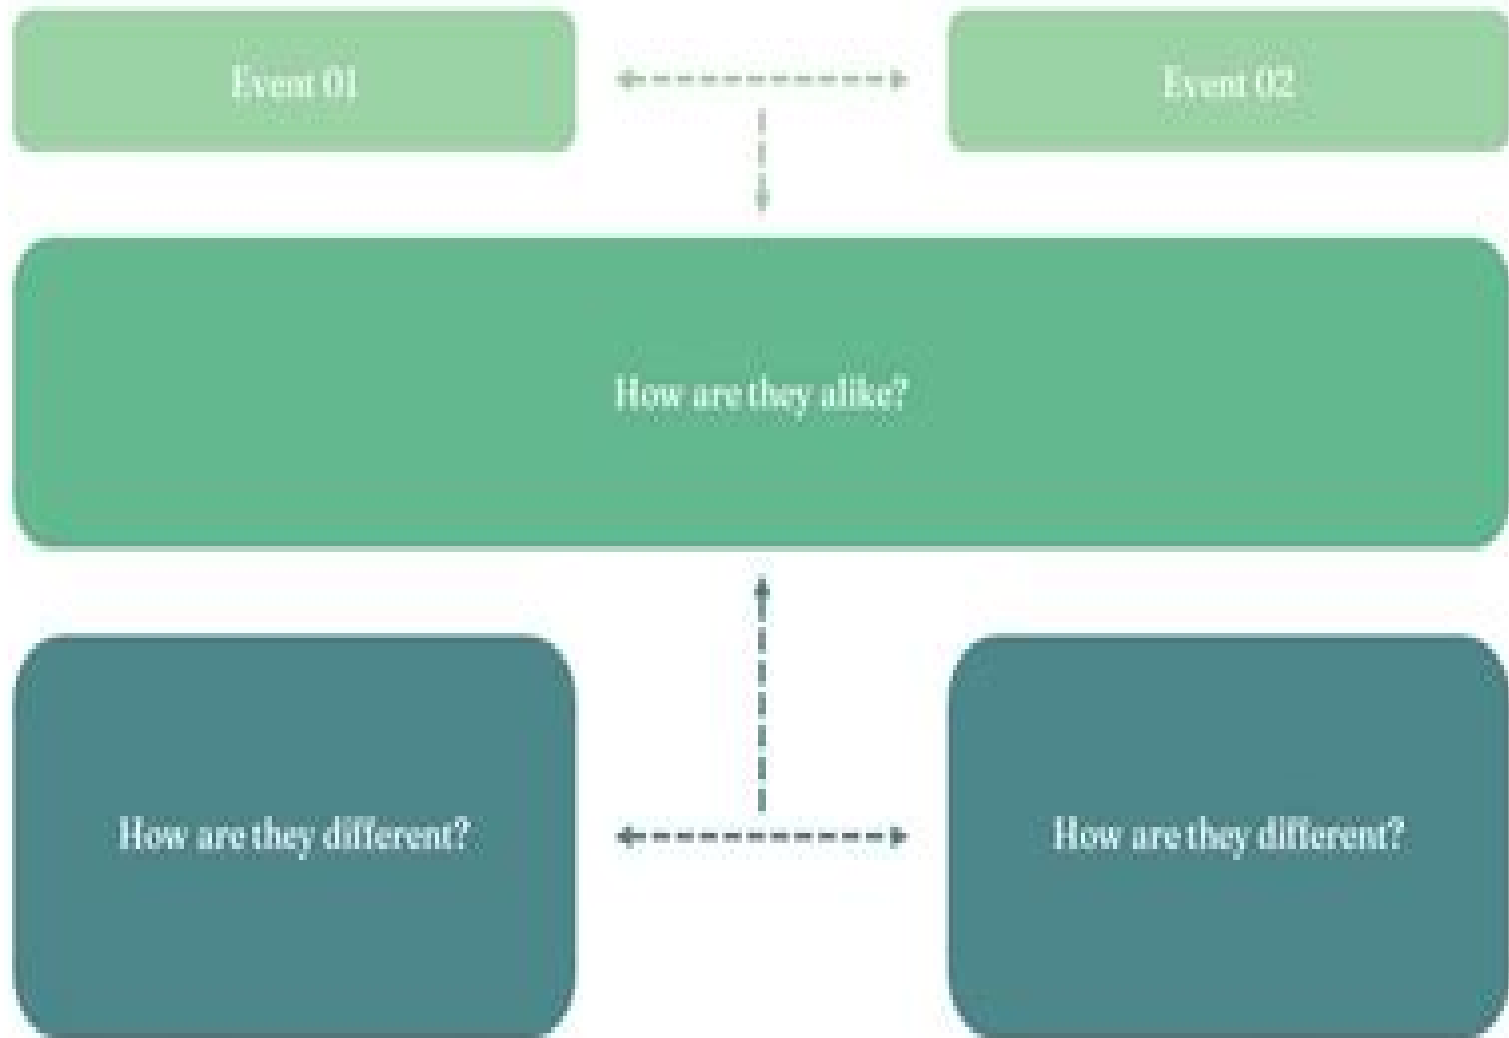 Event 01
Event 02
How are they alike?
How are they different?
How are they different?